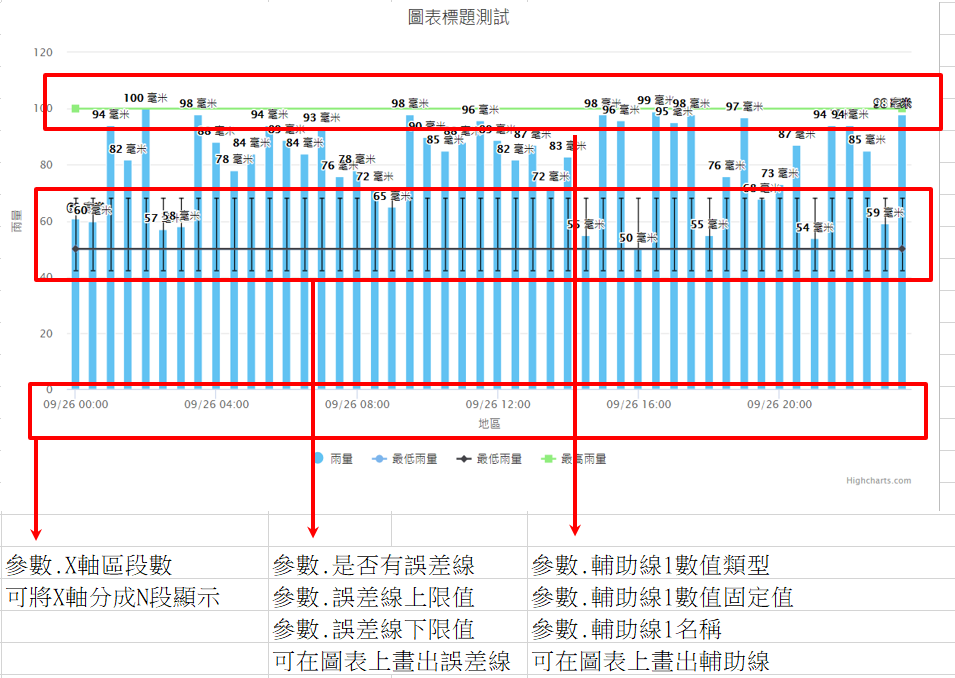 圖表標題測試
120
100
80
60
40
20
0
雨量
94 毫米
82 毫米
100 毫米
98 毫米
88 毫米
78 毫米
84 毫米
94 毫米
89 毫米
84 毫米
93 毫米
76 毫米
78 毫米
72 毫米
65 毫米
98 毫米
90 毫米
85 毫米
88 毫米
96 毫米
89 毫米
82 毫米
87 毫米
72 毫米
83 毫米
55 毫米
98 毫米
96 毫米
50 毫米
99 毫米
95 毫米
98 毫米
55 毫米
76 毫米
97 毫米
68 毫米
73 毫米
87 毫米
54 毫米
94 毫米
94 毫米
85 毫米
59 毫米
60 毫米
57 毫米
58 毫米
09/26 00:00
09/26 04:00
09/26 08:00
09/26 12:00
09/26 16:00
09/26 20:00
地區
雨量
最低雨量
最低雨量
最高雨量
Highcharts.com
參數.X軸區段數
可將X軸分成N段顯示
參數.是否有誤差線
參數.誤差線上限值
參數.誤差線下限值
可在圖表上畫出誤差線
參數.輔助線1數值類型
參數.輔助線1數值固定值
參數.輔助線1名稱
可在圖表上畫出輔助線